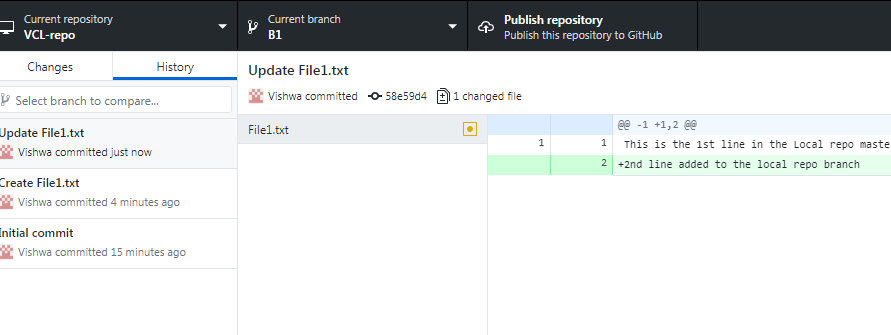 Current repository
VCL-repo
Current branch
B1
Publish repository
Publish this repository to GitHub
Changes
History
Select branch to compare...
Update File1.txt
Vishwa committed just now
Create File1.txt
Vishwa committed 4 minutes ago
Initial commit
Vishwa committed 15 minutes ago
Update File1.txt
Vishwa committed 58e59d4 1 changed file
File1.txt
@@ -1 +1,2 @@
1 1 This is the 1st line in the Local repo maste
2 +2nd line added to the local repo branch